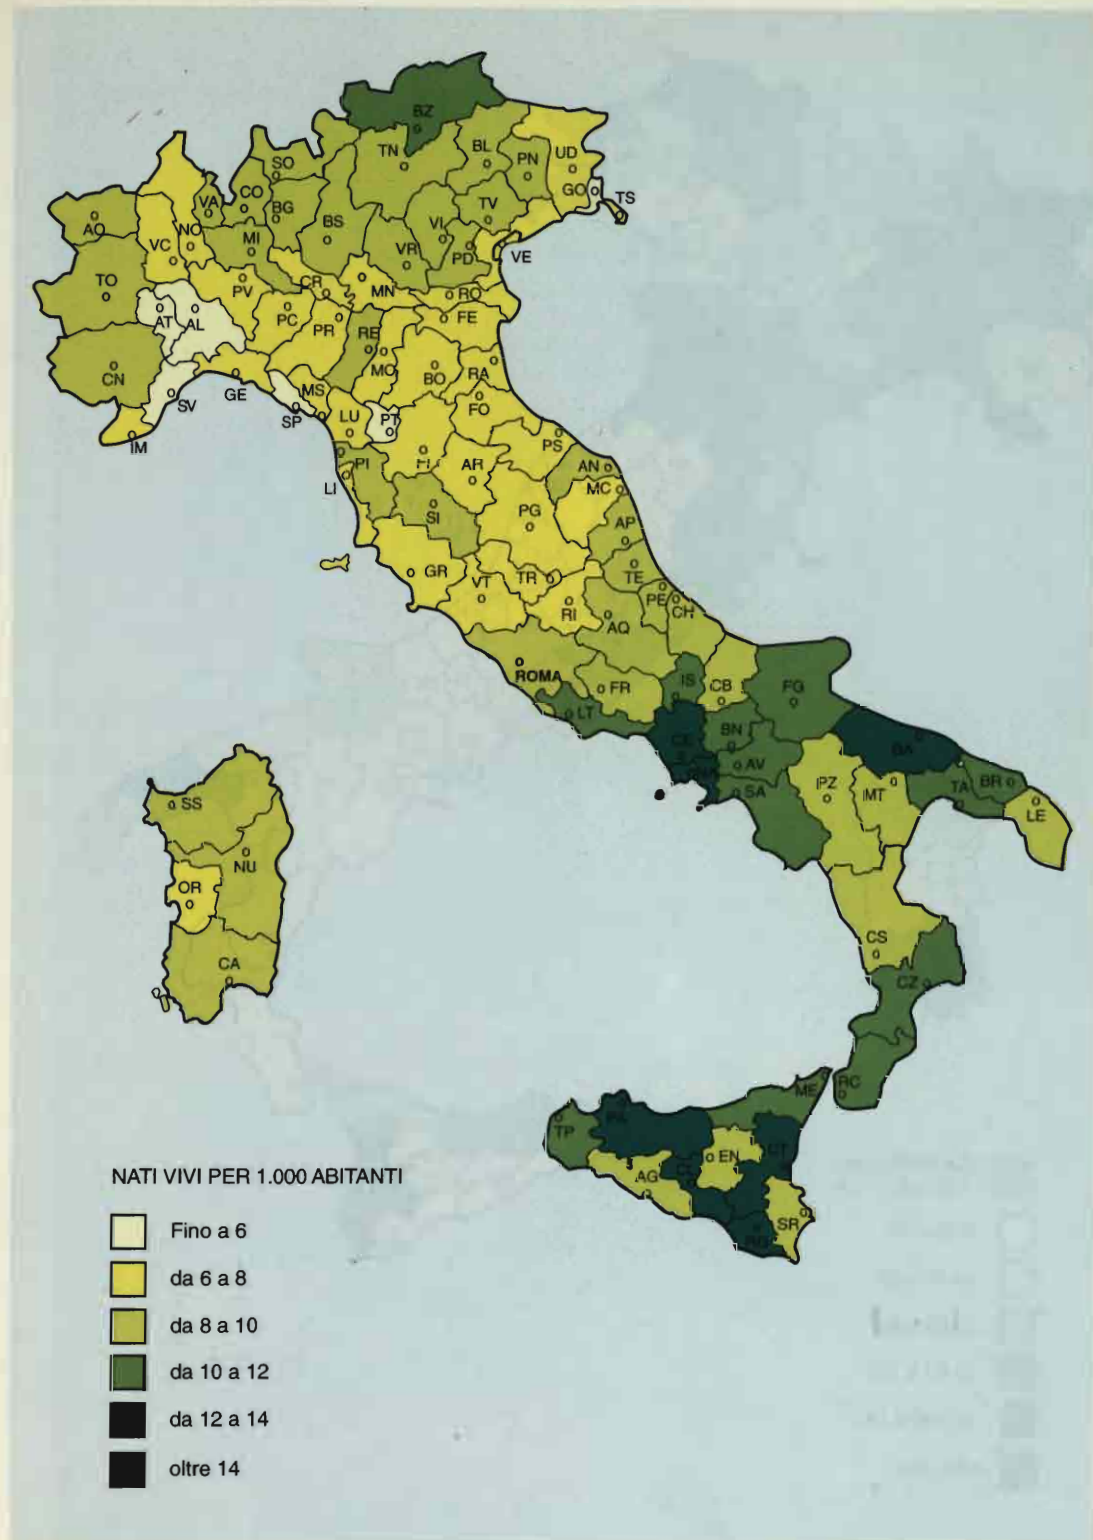 BZ
TN
BL
PN
UD
SO
GO
TS
VA
CO
BG
BS
TV
AO
VC
NO
MI
VI
VR
PD
VE
TO
PV
CR
MN
RO
AT
AL
PC
PR
RE
FE
CN
MO
BO
RA
SV
GE
SP
MS
LU
PT
FO
IM
PS
PI
AR
AN
LI
MC
SI
PG
AP
GR
VT
TR
TE
PE
CH
RI
AQ
ROMA
FR
IS
CB
FG
LT
CE
BN
BA
AV
SS
SA
PZ
MT
TA
BR
LE
NU
OR
CS
CA
CZ
ME
RC
PA
TP
CT
EN
CL
AG
SR
RG
NATI VIVI PER 1.000 ABITANTI
Fino a 6
da 6 a 8
da 8 a 10
da 10 a 12
da 12 a 14
oltre 14